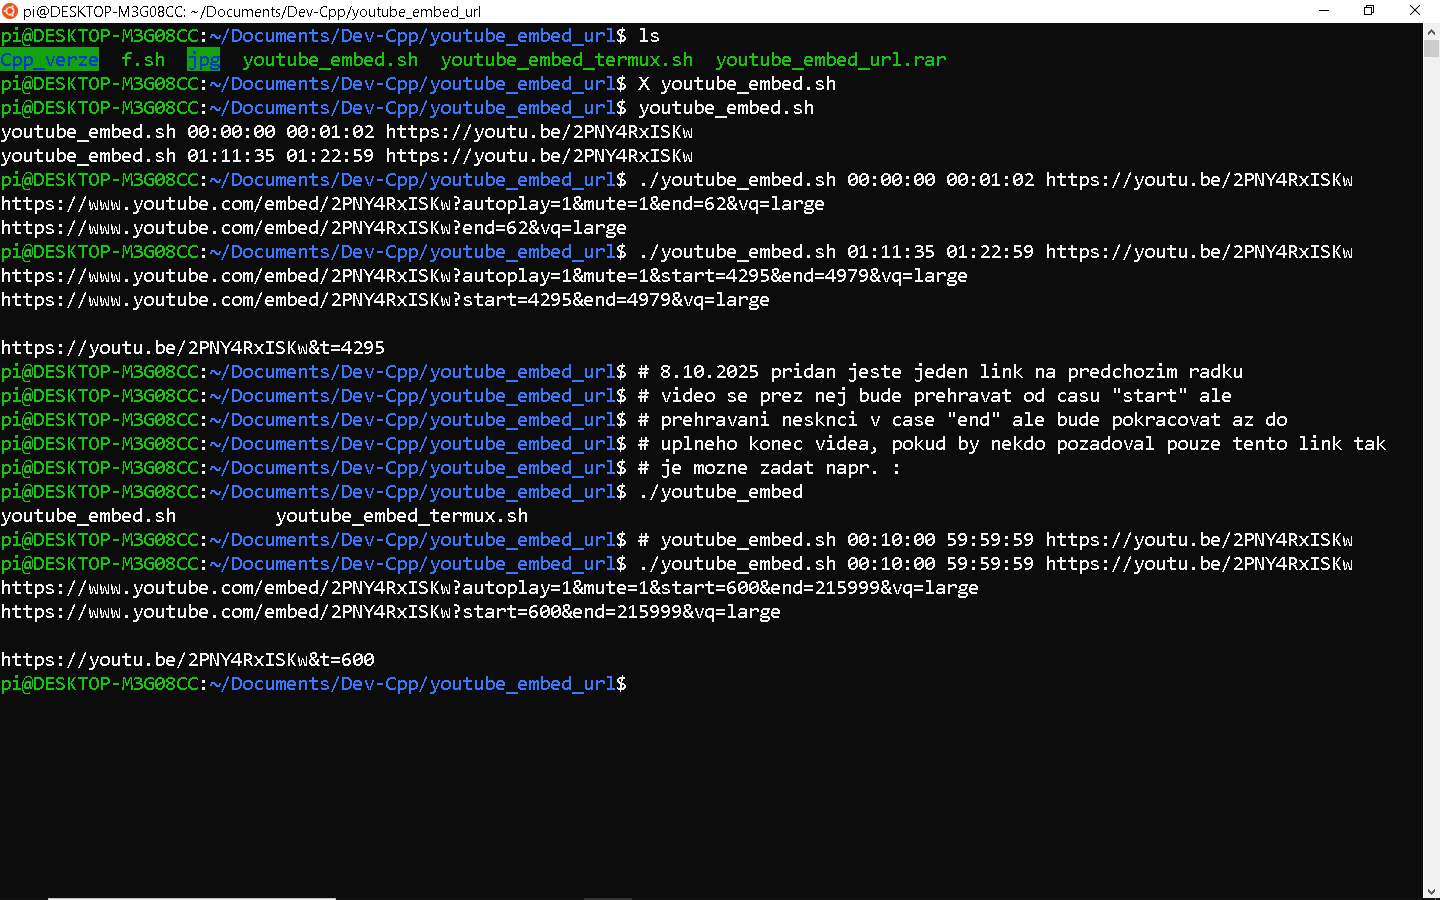 pi@DESKTOP-M3G08CC: ~/Documents/Dev-Cpp/youtube_embed_url
pi@DESKTOP-M3G08CC:~/Documents/Dev-Cpp/youtube_embed_url$ ls
Cpp_verze  f.sh  jpg  youtube_embed.sh  youtube_embed_termux.sh  youtube_embed_url.rar
pi@DESKTOP-M3G08CC:~/Documents/Dev-Cpp/youtube_embed_url$ X youtube_embed.sh
pi@DESKTOP-M3G08CC:~/Documents/Dev-Cpp/youtube_embed_url$ youtube_embed.sh
youtube_embed.sh 00:00:00 00:01:02 https://youtu.be/2PNY4RxISKw
youtube_embed.sh 01:11:35 01:22:59 https://youtu.be/2PNY4RxISKw
pi@DESKTOP-M3G08CC:~/Documents/Dev-Cpp/youtube_embed_url$ ./youtube_embed.sh 00:00:00 00:01:02 https://youtu.be/2PNY4RxISKw
https://www.youtube.com/embed/2PNY4RxISKw?autoplay=1&mute=1&end=62&vq=large
https://www.youtube.com/embed/2PNY4RxISKw?end=62&vq=large
pi@DESKTOP-M3G08CC:~/Documents/Dev-Cpp/youtube_embed_url$ ./youtube_embed.sh 01:11:35 01:22:59 https://youtu.be/2PNY4RxISKw
https://www.youtube.com/embed/2PNY4RxISKw?autoplay=1&mute=1&start=4295&end=4979&vq=large
https://www.youtube.com/embed/2PNY4RxISKw?start=4295&end=4979&vq=large
https://youtu.be/2PNY4RxISKw&t=4295
pi@DESKTOP-M3G08CC:~/Documents/Dev-Cpp/youtube_embed_url$ # 8.10.2025 pridan jeste jeden link na predchozim radku
pi@DESKTOP-M3G08CC:~/Documents/Dev-Cpp/youtube_embed_url$ # video se prez nej bude prehravat od casu "start" ale
pi@DESKTOP-M3G08CC:~/Documents/Dev-Cpp/youtube_embed_url$ # prehravani nesknci v case "end" ale bude pokracovat az do
pi@DESKTOP-M3G08CC:~/Documents/Dev-Cpp/youtube_embed_url$ # uplneho konec videa, pokud by nekdo pozadoval pouze tento link tak
pi@DESKTOP-M3G08CC:~/Documents/Dev-Cpp/youtube_embed_url$ # je mozne zadat napr. :
pi@DESKTOP-M3G08CC:~/Documents/Dev-Cpp/youtube_embed_url$ ./youtube_embed
youtube_embed.sh         youtube_embed_termux.sh
pi@DESKTOP-M3G08CC:~/Documents/Dev-Cpp/youtube_embed_url$ # youtube_embed.sh 00:10:00 59:59:59 https://youtu.be/2PNY4RxISKw
pi@DESKTOP-M3G08CC:~/Documents/Dev-Cpp/youtube_embed_url$ ./youtube_embed.sh 00:10:00 59:59:59 https://youtu.be/2PNY4RxISKw
https://www.youtube.com/embed/2PNY4RxISKw?autoplay=1&mute=1&start=600&end=215999&vq=large
https://www.youtube.com/embed/2PNY4RxISKw?start=600&end=215999&vq=large
https://youtu.be/2PNY4RxISKw&t=600
pi@DESKTOP-M3G08CC:~/Documents/Dev-Cpp/youtube_embed_url$